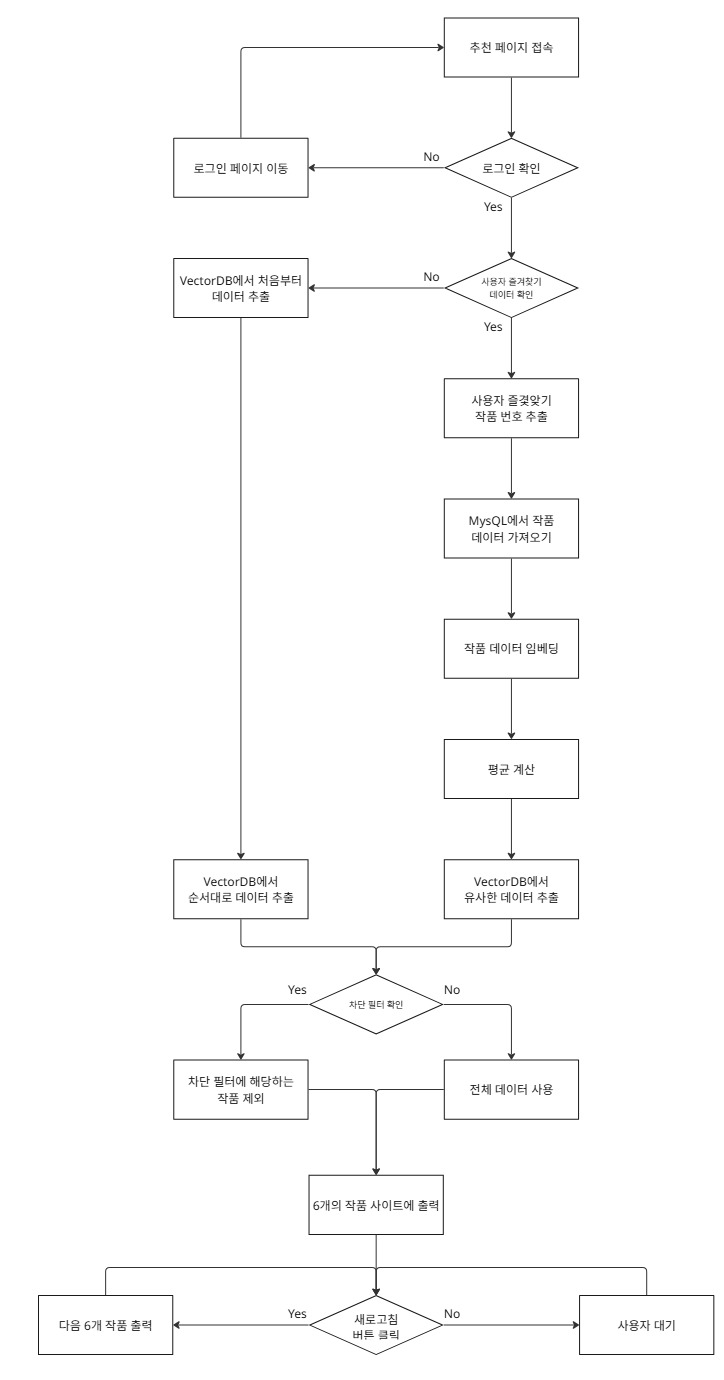 추천 페이지 접속
No
로그인 페이지 이동
로그인 확인
Yes
VectorDB에서 처음부터
데이터 추출
No
사용자 즐겨찾기
데이터 확인
Yes
사용자 즐겿앚기
작품 번호 추출
MysQL에서 작품
데이터 가져오기
작품 데이터 임베딩
평균 계산
VectorDB에서
순서대로 데이터 추출
VectorDB에서
유사한 데이터 추출
Yes
차단 필터 확인
No
차단 필터에 해당하는
작품 제외
전체 데이터 사용
6개의 작품 사이트에 출력
다음 6개 작품 출력
Yes
새로고침
버튼 클릭
No
사용자 대기